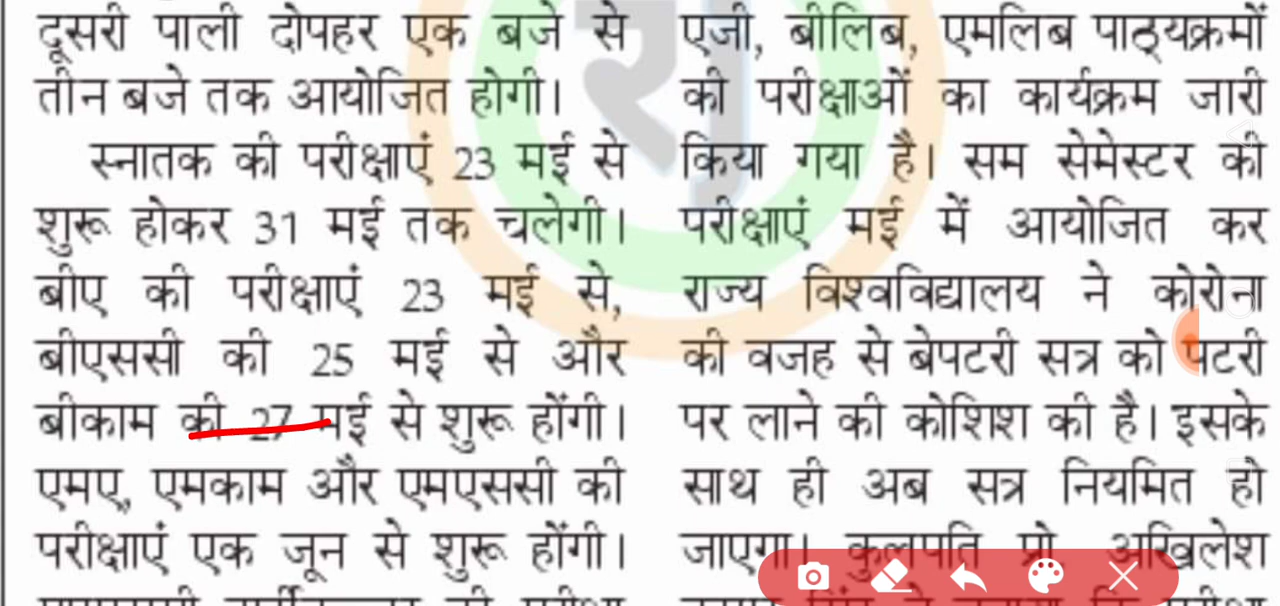 दूसरी पाली दोपहर एक बजे से
तीन बजे तक आयोजित होगी।
स्नातक की परीक्षाएं 23 मई से
शुरू होकर 31 मई तक चलेगी।
बीए की परीक्षाएं 23 मई से,
बीएससी की 25 मई से और
बीकाम की 27 मई से शुरू होंगी।
एमए, एमकाम और एमएससी की
परीक्षाएं एक जून से शुरू होंगी।
एजी, बीलिब, एमलिब पाठ्यक्रमों
की परीक्षाओं का कार्यक्रम जारी
किया गया है। सम सेमेस्टर की
परीक्षाएं मई में आयोजित कर
राज्य विश्वविद्यालय ने कोरोना
की वजह से बेपटरी सत्र को पटरी
पर लाने की कोशिश की है। इसके
साथ ही अब सत्र नियमित हो
जाएगा। कुलपति प्रो. अखिलेश
रा